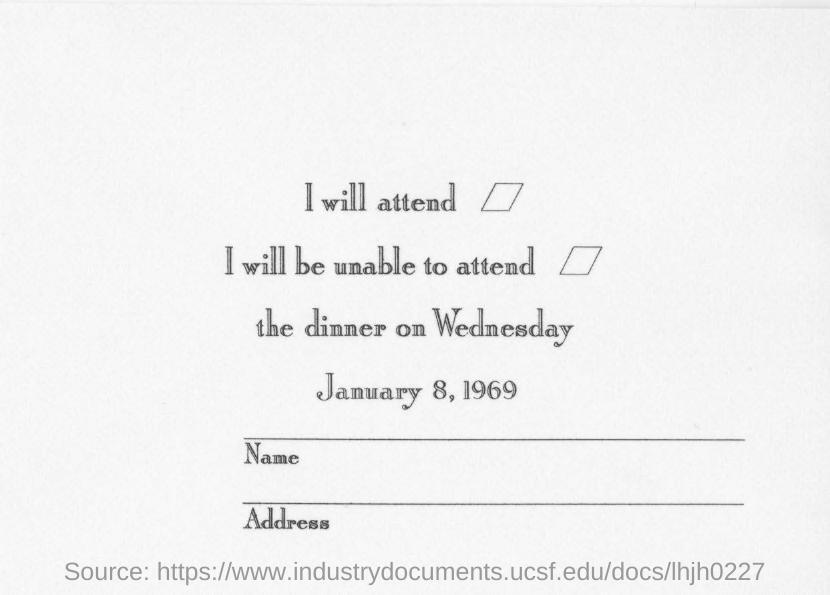 I will attend
I will be unable to attend
the dinner on Wednesday
January 8, 1969
Name
Address
Source: https://www.industrydocuments.ucsf.edu/docs/lhjh0227